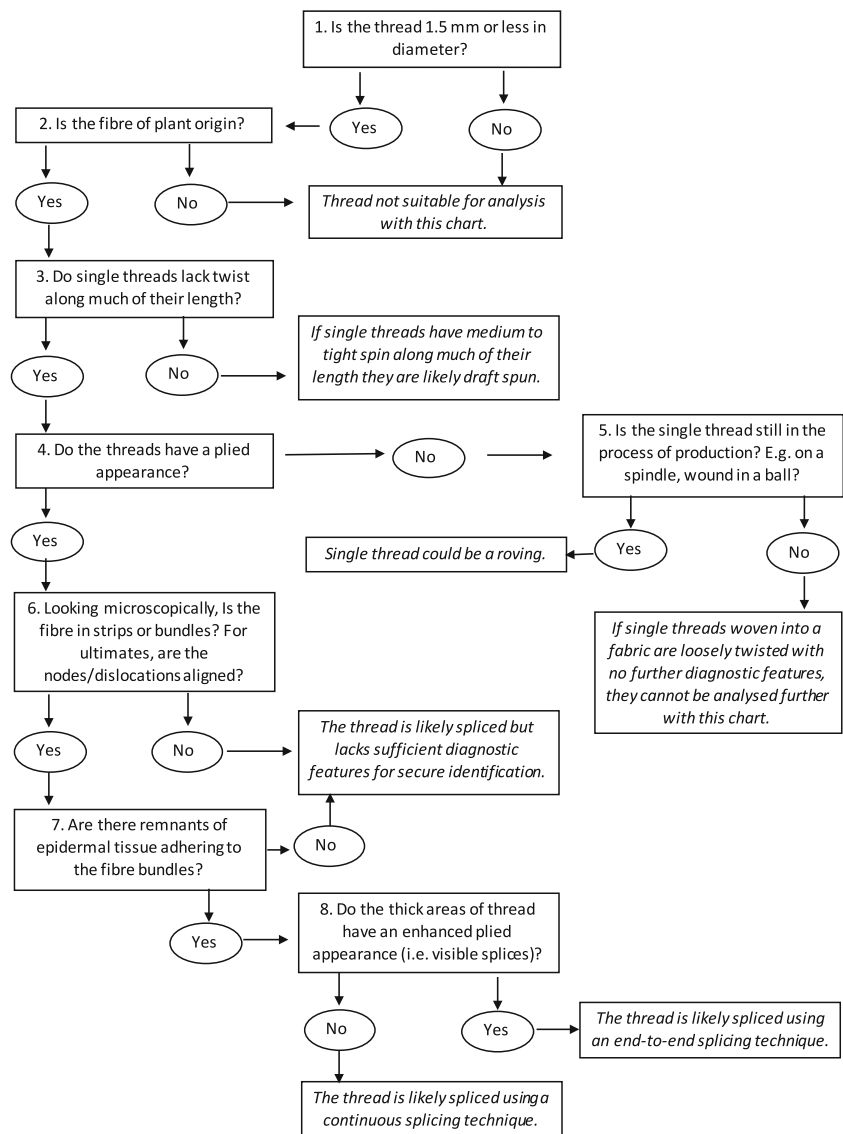 1. Is the thread 1.5 mm or less in
diameter?
Yes
No
2. Is the fibre of plant origin?
Yes
No
Thread not suitable for analysis
with this chart.
3. Do single threads lack twist
along much of their length?
Yes
No
If single threads have medium to
tight spin along much of their
length they are likely draft spun.
4. Do the threads have a plied
appearance?
No
5. Is the single thread still in the
process of production? E.g. on a
spindle, wound in a ball?
Yes
Single thread could be a roving.
Yes
No
6. Looking microscopically, Is the
fibre in strips or bundles? For
ultimates, are the
nodes/dislocations aligned?
If single threads woven into a
fabric are loosely twisted with
no further diagnostic features,
they cannot be analysed further
with this chart.
Yes
No
The thread is likely spliced but
lacks sufficient diagnostic
features for secure identification.
7. Are there remnants of
epidermal tissue adhering to
the fibre bundles?
No
Yes
8. Do the thick areas of thread
have an enhanced plied
appearance (i.e. visible splices)?
No
Yes
The thread is likely spliced using
an end-to-end splicing technique.
The thread is likely spliced using a
continuous splicing technique.